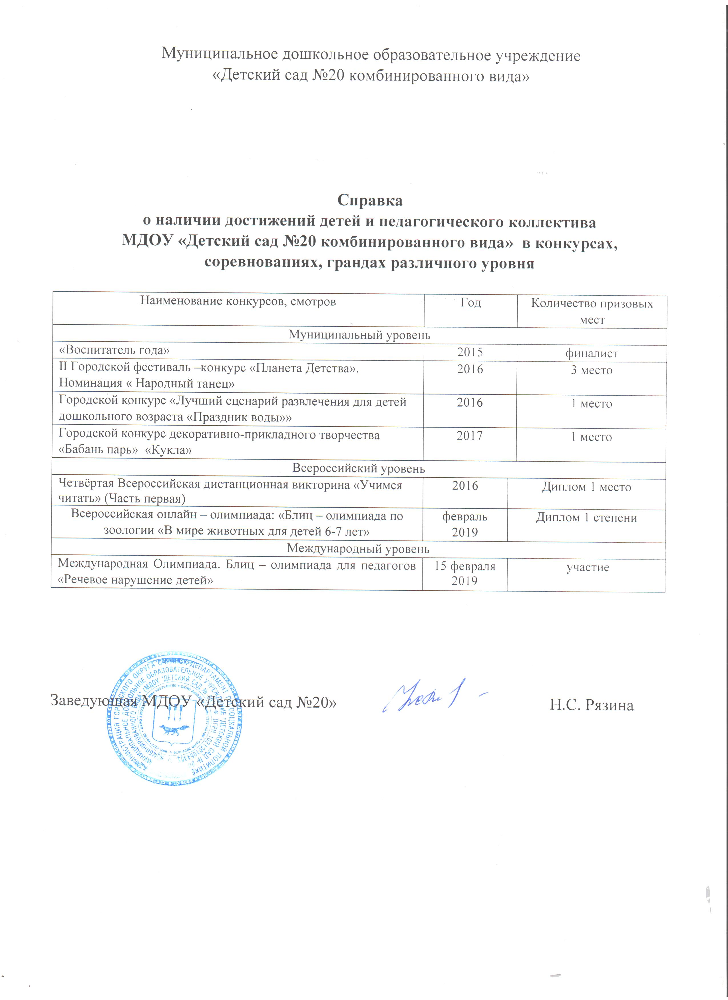 Муниципальное дошкольное образовательное учреждение
«Детский сад №20 комбинированного вида»
Справка
о наличии достижений детей и педагогического коллектива
МДОУ «Детский сад №20 комбинированного вида» в конкурсах,
соревнованиях, грандах различного уровня
Наименование конкурсов, смотров Год Количество призовых
мест
Муниципальный уровень
«Воспитатель года» 2015 финалист
II Городской фестиваль –конкурс «Планета Детства». 2016 3 место
Номинация « Народный танец»
Городской конкурс «Лучший сценарий развлечения для детей 2016 1 место
дошкольного возраста «Праздник воды»»
Городской конкурс декоративно-прикладного творчества 2017 1 место
«Бабань парь» «Кукла»
Всероссийский уровень
Четвёртая Всероссийская дистанционная викторина «Учимся 2016 Диплом 1 место
читать» (Часть первая)
Всероссийская онлайн – олимпиада: «Блиц – олимпиада по февраль Диплом 1 степени
зоологии «В мире животных для детей 6-7 лет» 2019
Международный уровень
Международная Олимпиада. Блиц – олимпиада для педагогов 15 февраля участие
«Речевое нарушение детей» 2019
Заведующая МДОУ «Детский сад №20» Н.С. Рязина
АДМИНИСТРАЦИЯ ГОРОДСКОГО ОКРУГА САРАНСК ДЕПАРТАМЕНТ ПО СОЦИАЛЬНОЙ ПОЛИТИКЕ
МУНИЦИПАЛЬНОЕ ДОШКОЛЬНОЕ ОБРАЗОВАТЕЛЬНОЕ УЧРЕЖДЕНИЕ "ДЕТСКИЙ САД №
КОМБИНИРОВАННОГО ВИДА" (МДОУ "ДЕТСКИЙ САД № * ОГРН